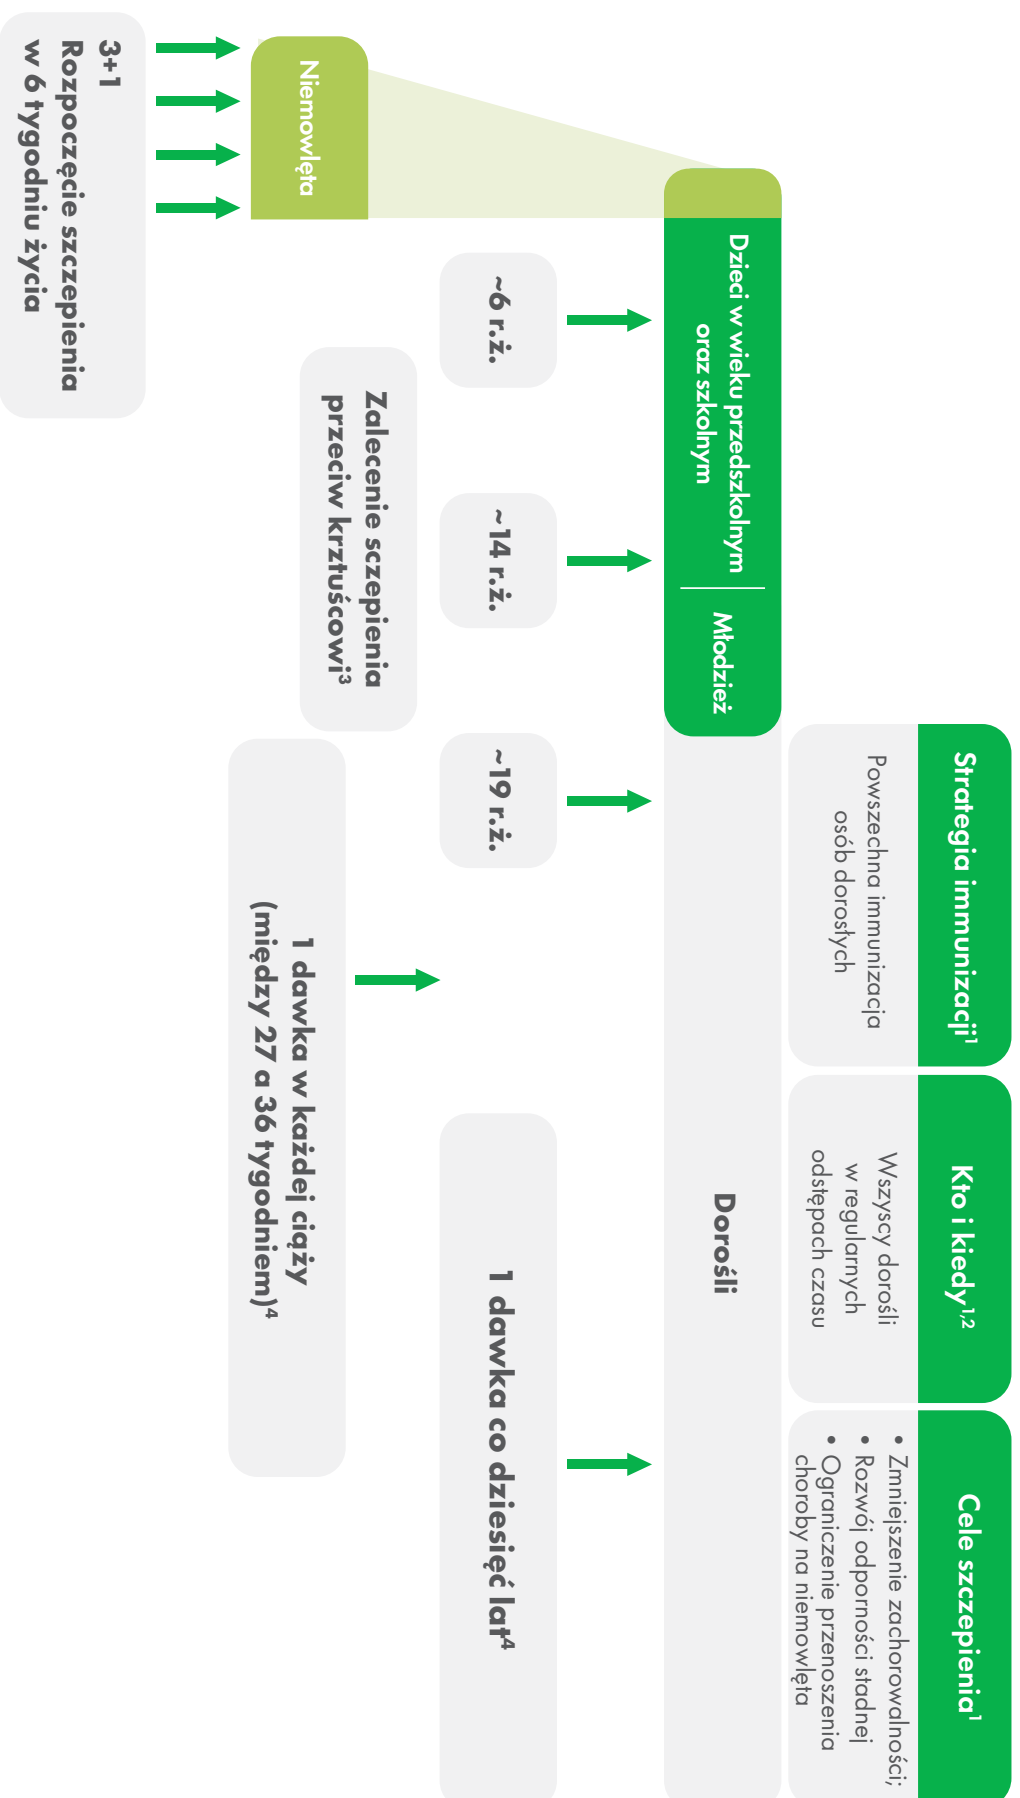 Strategia immunizacji¹
Powszechna immunizacja
osób dorosłych
Kto i kiedy¹,²
Wszyscy dorośli
w regularnych
odstępach czasu
Cele szczepienia¹
• Zmniejszenie zachorowalności;
• Rozwój odporności stadnej
• Ograniczenie przenoszenia
choroby na niemowlęta
Dzieci w wieku przedszkolnym
oraz szkolnym
Młodzież
Dorośli
~6 r.ż.
~14 r.ż.
~19 r.ż.
1 dawka co dziesięć lat⁴
Zalecenie sczepienia
przeciw krztuścowi³
1 dawka w każdej ciąży
(między 27 a 36 tygodniem)⁴
Niemowlęta
3+1
Rozpoczęcie szczepienia
w 6 tygodniu życia